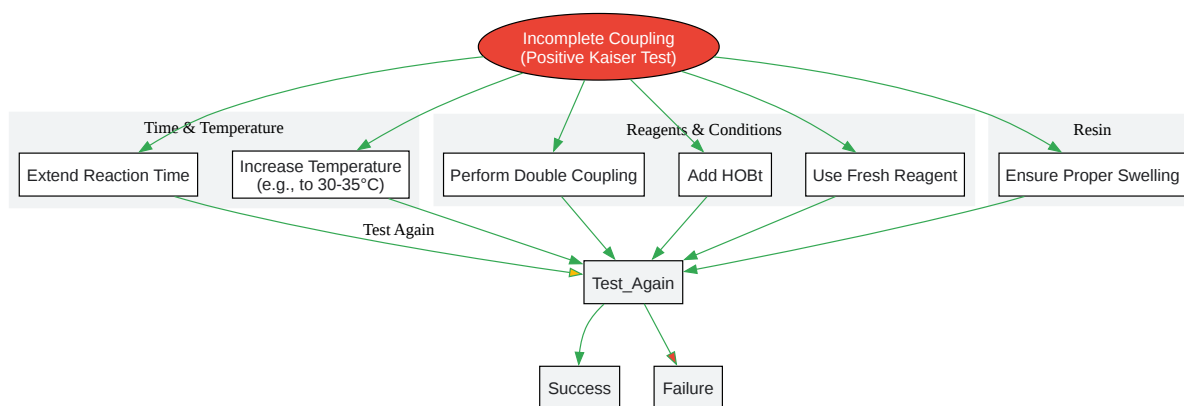 Incomplete Coupling
(Positive Kaiser Test)
Time & Temperature
Reagents & Conditions
Resin
Extend Reaction Time
Increase Temperature
(e.g., to 30-35°C)
Perform Double Coupling
Add HOBt
Use Fresh Reagent
Ensure Proper Swelling
Test Again
Test_Again
Success
Failure